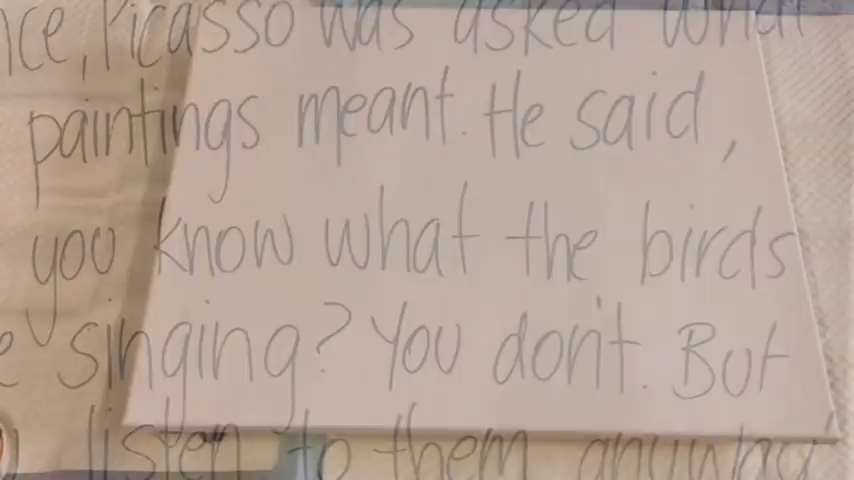 Picasso was asked what
paintings meant. He said,
you know what the birds
singing? You don't. But
listen to them anyway